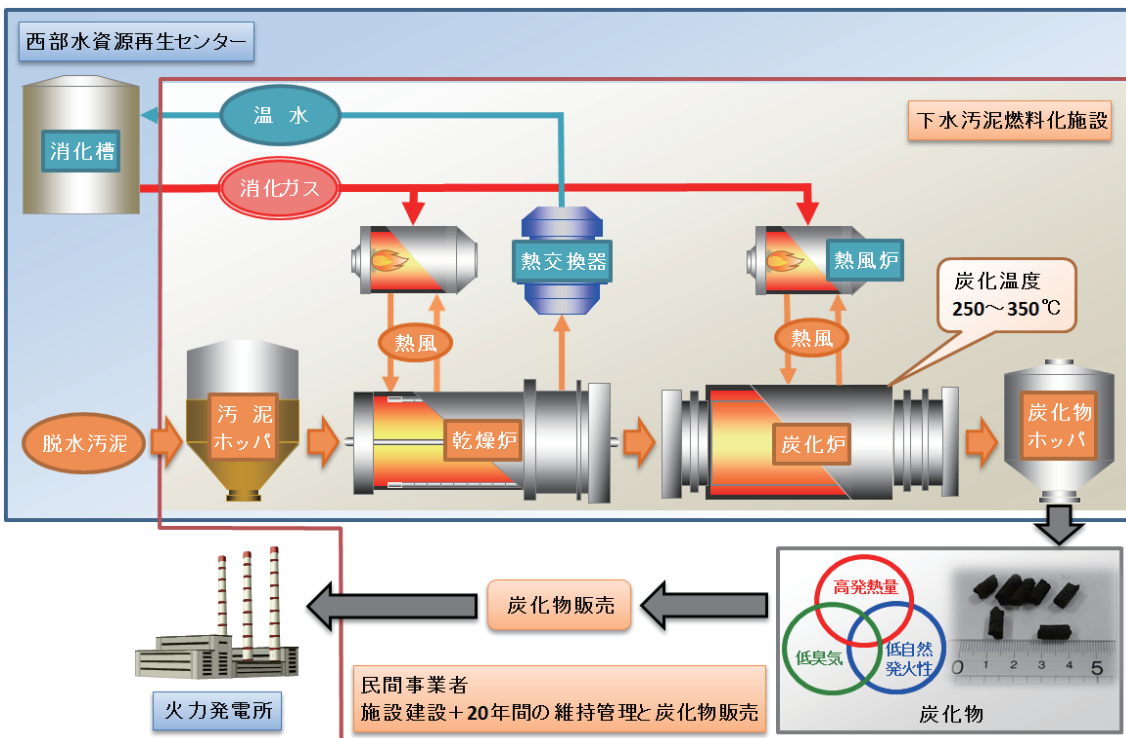 西部水資源再生センター
下水汚泥燃料化施設
温水
消化槽
消化ガス
熱交換器
熱風炉
炭化温度
250～350℃
熱風
熱風
脱水汚泥
汚泥
ホッパ
乾燥炉
炭化炉
炭化物
ホッパ
高発熱量
低臭気
低自然
発火性
0 1 2 3 4 5
炭化物
炭化物販売
火力発電所
民間事業者
施設建設＋20年間の維持管理と炭化物販売